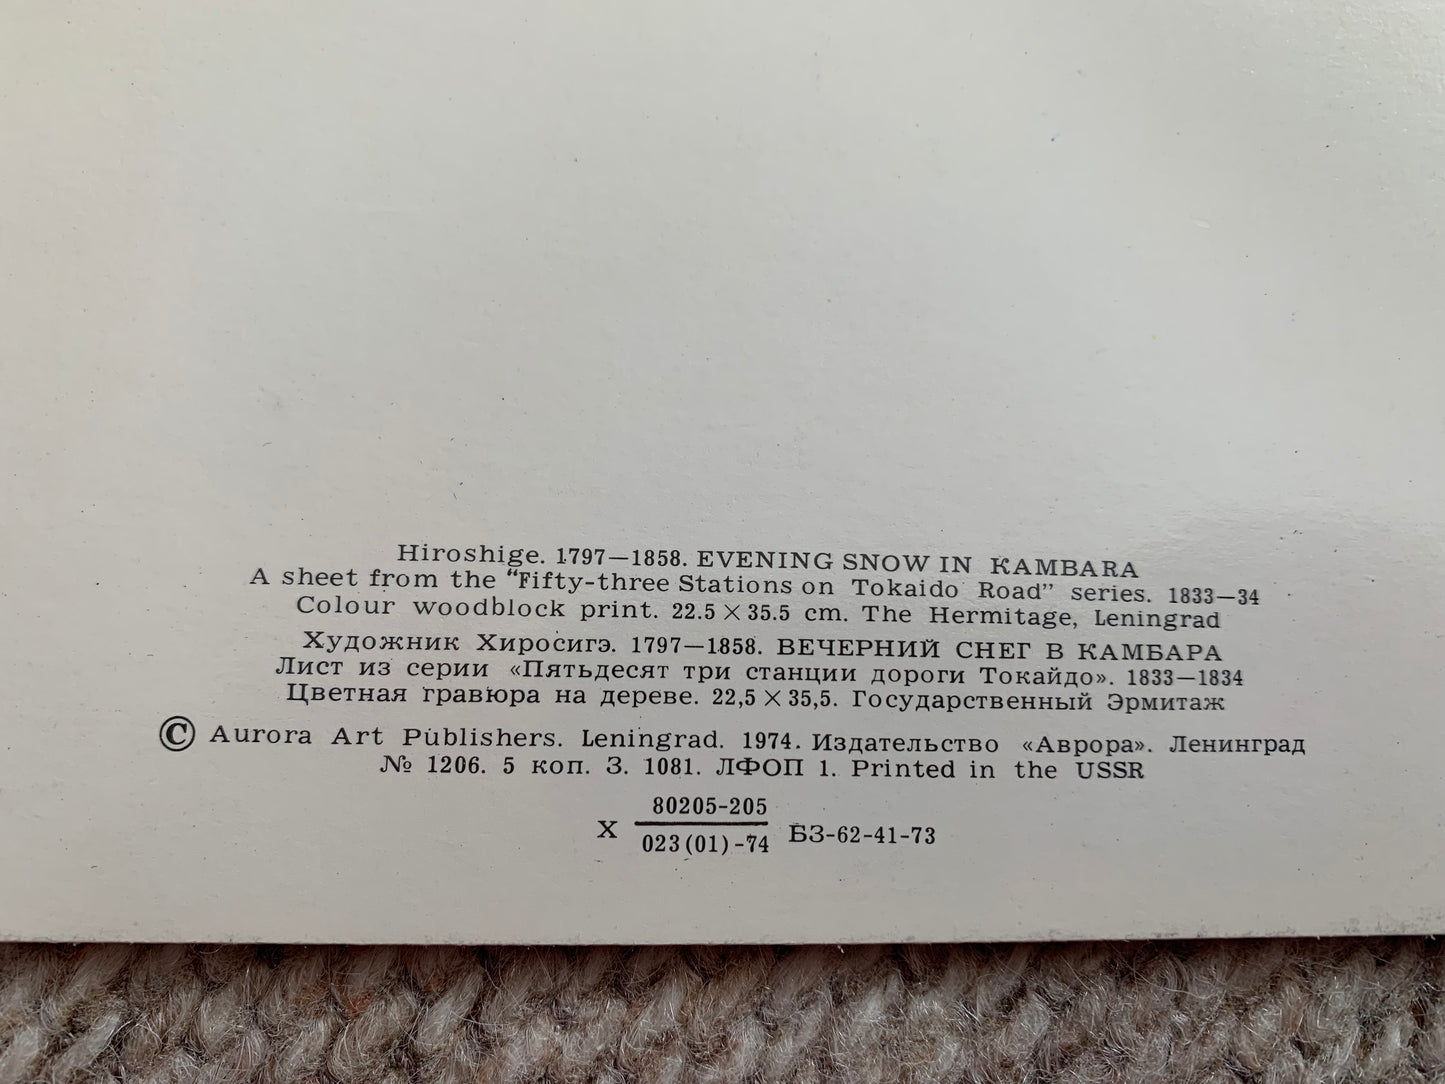 Hiroshige. 1797—1858. EVENING SNOW IN KAMBARA
A sheet from the "Fifty-three Stations on Tokaido Road" series. 1833—34
Colour woodblock print. 22.5 × 35.5 cm. The Hermitage, Leningrad
Художник Хиросигэ. 1797—1858. ВЕЧЕРНИЙ СНЕГ В КАМБАРА
Лист из серии «Пятьдесят три станции дороги Токайдо». 1833—1834
Цветная гравюра на дереве. 22,5 × 35,5. Государственный Эрмитаж
© Aurora Art Publishers. Leningrad. 1974. Издательство «Аврора». Ленинград
№ 1206. 5 коп. З. 1081. ЛФОП 1. Printed in the USSR
80205-205
Х БЗ-62-41-73
023(01)-74